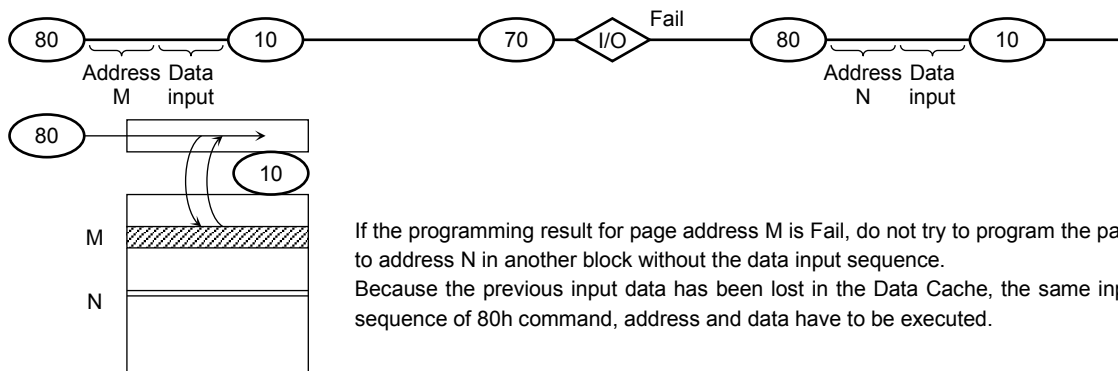 Fail
80 10 70 I/O 80 10
Address Data Address Data
M input N input
80
10
M
If the programming result for page address M is Fail, do not try to program the
to address N in another block without the data input sequence.
N
Because the previous input data has been lost in the Data Cache, the same
sequence of 80h command, address and data have to be executed.